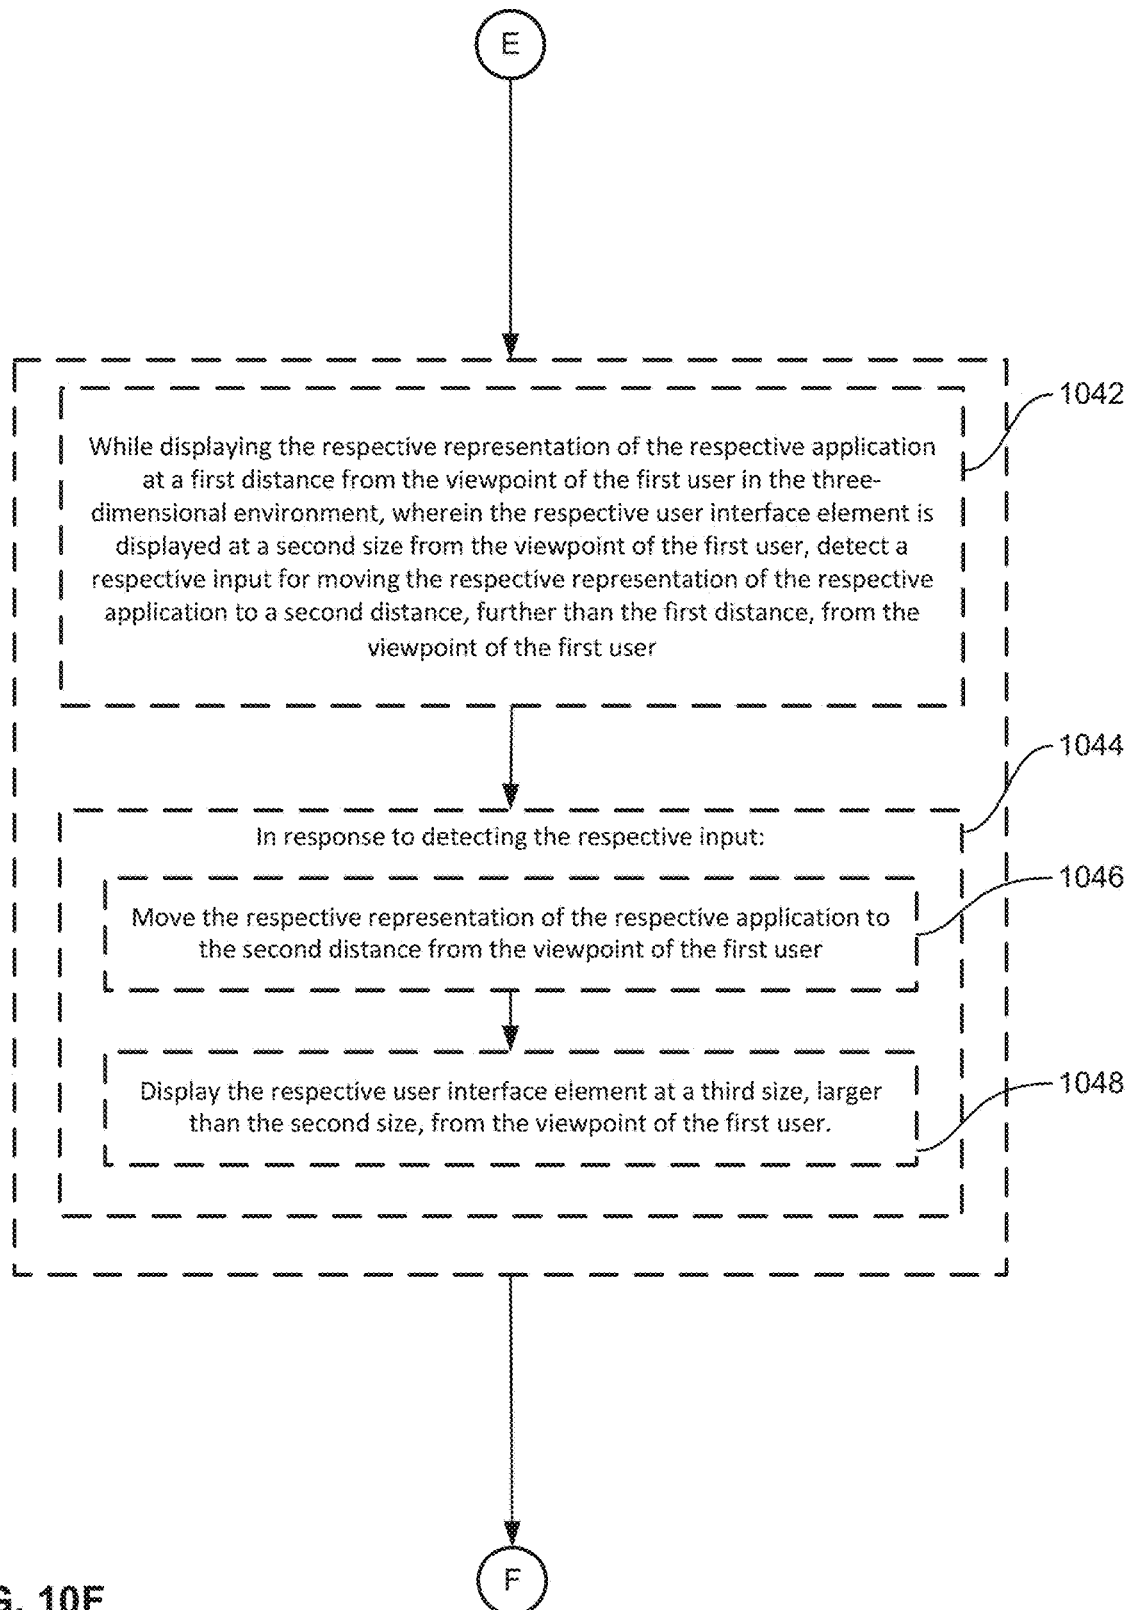 E
While displaying the respective representation of the respective application
at a first distance from the viewpoint of the first user in the three-
dimensional environment, wherein the respective user interface element is
displayed at a second size from the viewpoint of the first user, detect a
respective input for moving the respective representation of the respective
application to a second distance, further than the first distance, from the
viewpoint of the first user
1042
In response to detecting the respective input:
1044
Move the respective representation of the respective application to
the second distance from the viewpoint of the first user
1046
Display the respective user interface element at a third size, larger
than the second size, from the viewpoint of the first user.
1048
F